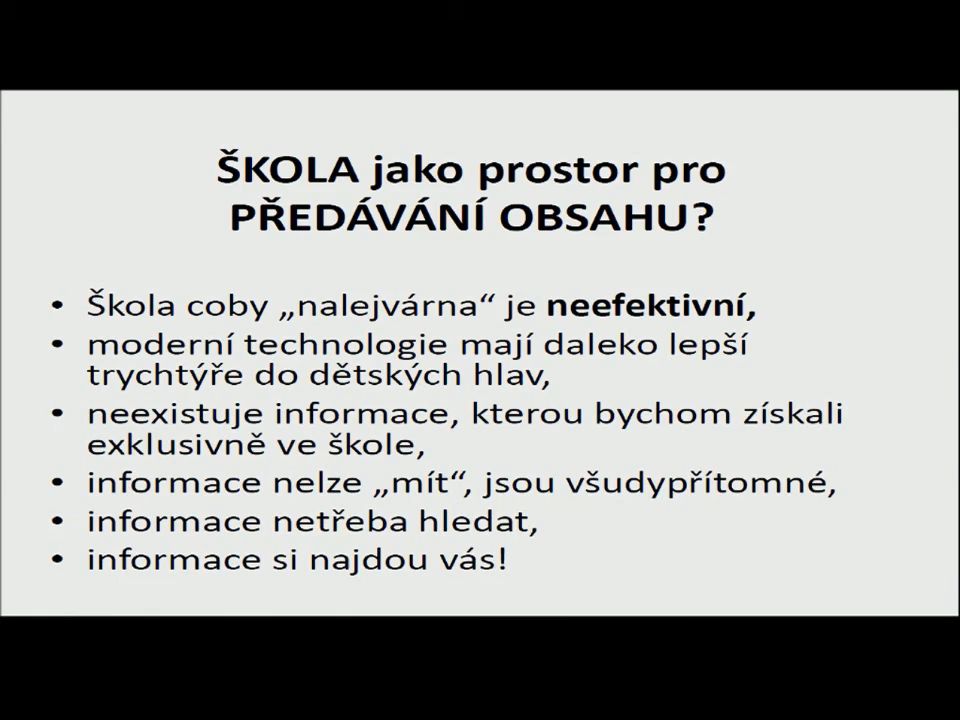 ŠKOLA jako prostor pro
PŘEDÁVÁNÍ OBSAHU?
• Škola coby „nalejvárna“ je neefektivní,
• moderní technologie mají daleko lepší
trychtýře do dětských hlav,
• neexistuje informace, kterou bychom získali
exklusivně ve škole,
• informace nelze „mít“, jsou všudypřítomné,
• informace netřeba hledat,
• informace si najdou vás!